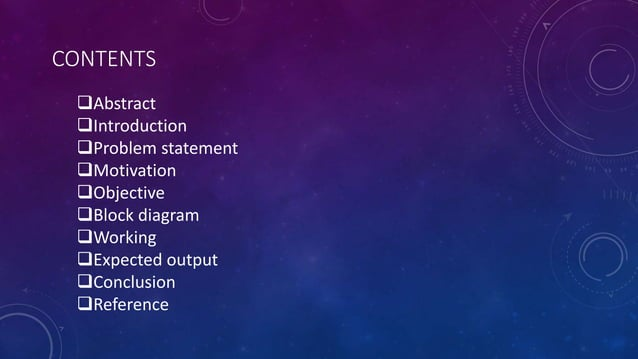 CONTENTS
❑Abstract
❑Introduction
❑Problem statement
❑Motivation
❑Objective
❑Block diagram
❑Working
❑Expected output
❑Conclusion
❑Reference